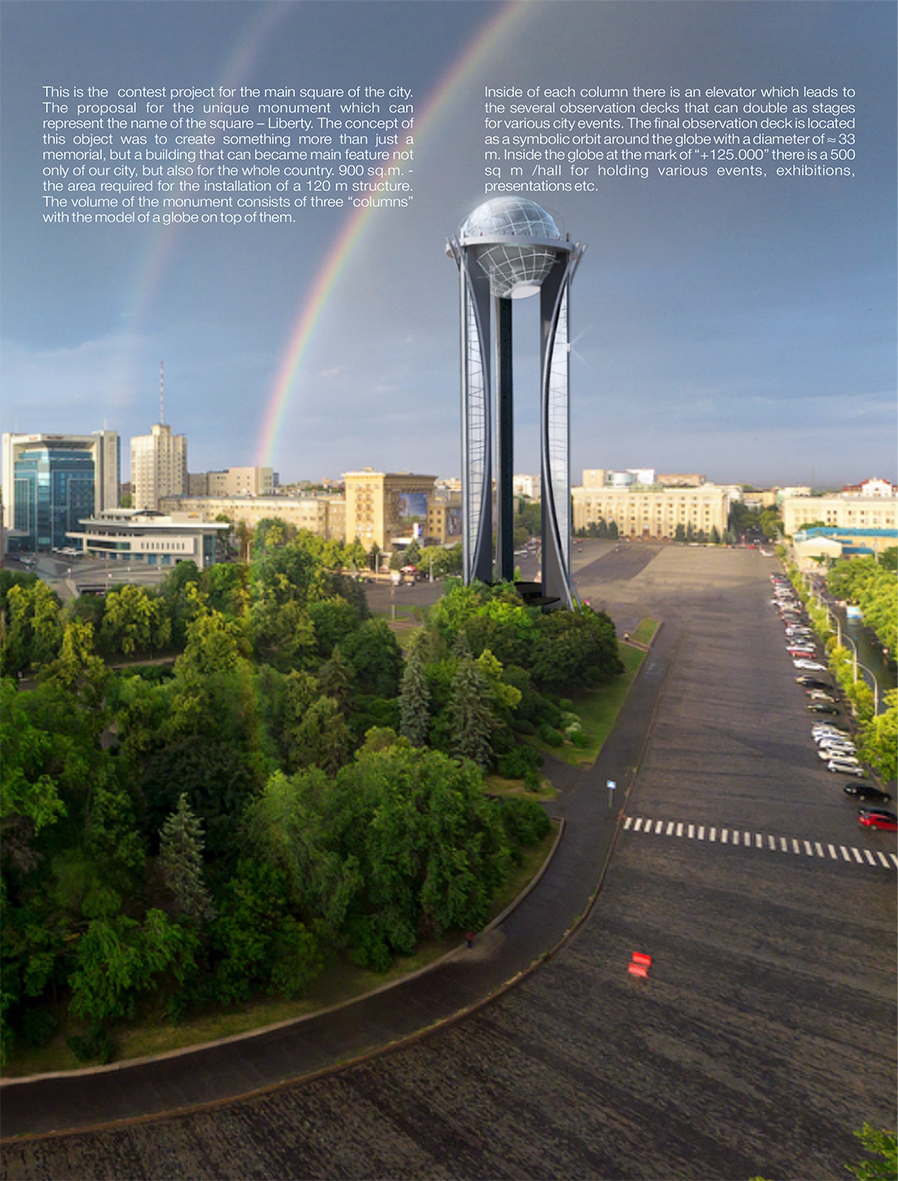 This is the  contest project for the main square of the city.
The proposal for the unique monument which can
represent the name of the square – Liberty. The concept of
this object was to create something more than just a
memorial, but a building that can became main feature not
only of our city, but also for the whole country. 900 sq.m. -
the area required for the installation of a 120 m structure.
The volume of the monument consists of three “columns”
with the model of a globe on top of them.
Inside of each column there is an elevator which leads to
the several observation decks that can double as stages
for various city events. The final observation deck is located
as a symbolic orbit around the globe with a diameter of ≈ 33
m. Inside the globe at the mark of “+125.000” there is a 500
sq m /hall for holding various events, exhibitions,
presentations etc.